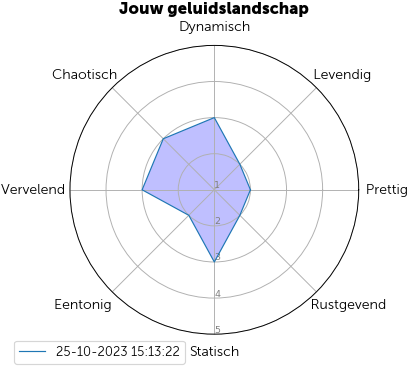 Jouw geluidslandschap
Dynamisch
Chaotisch
Levendig
Vervelend
Prettig
1
2
3
4
5
Eentonig
Rustgevend
Statisch
25-10-2023 15:13:22